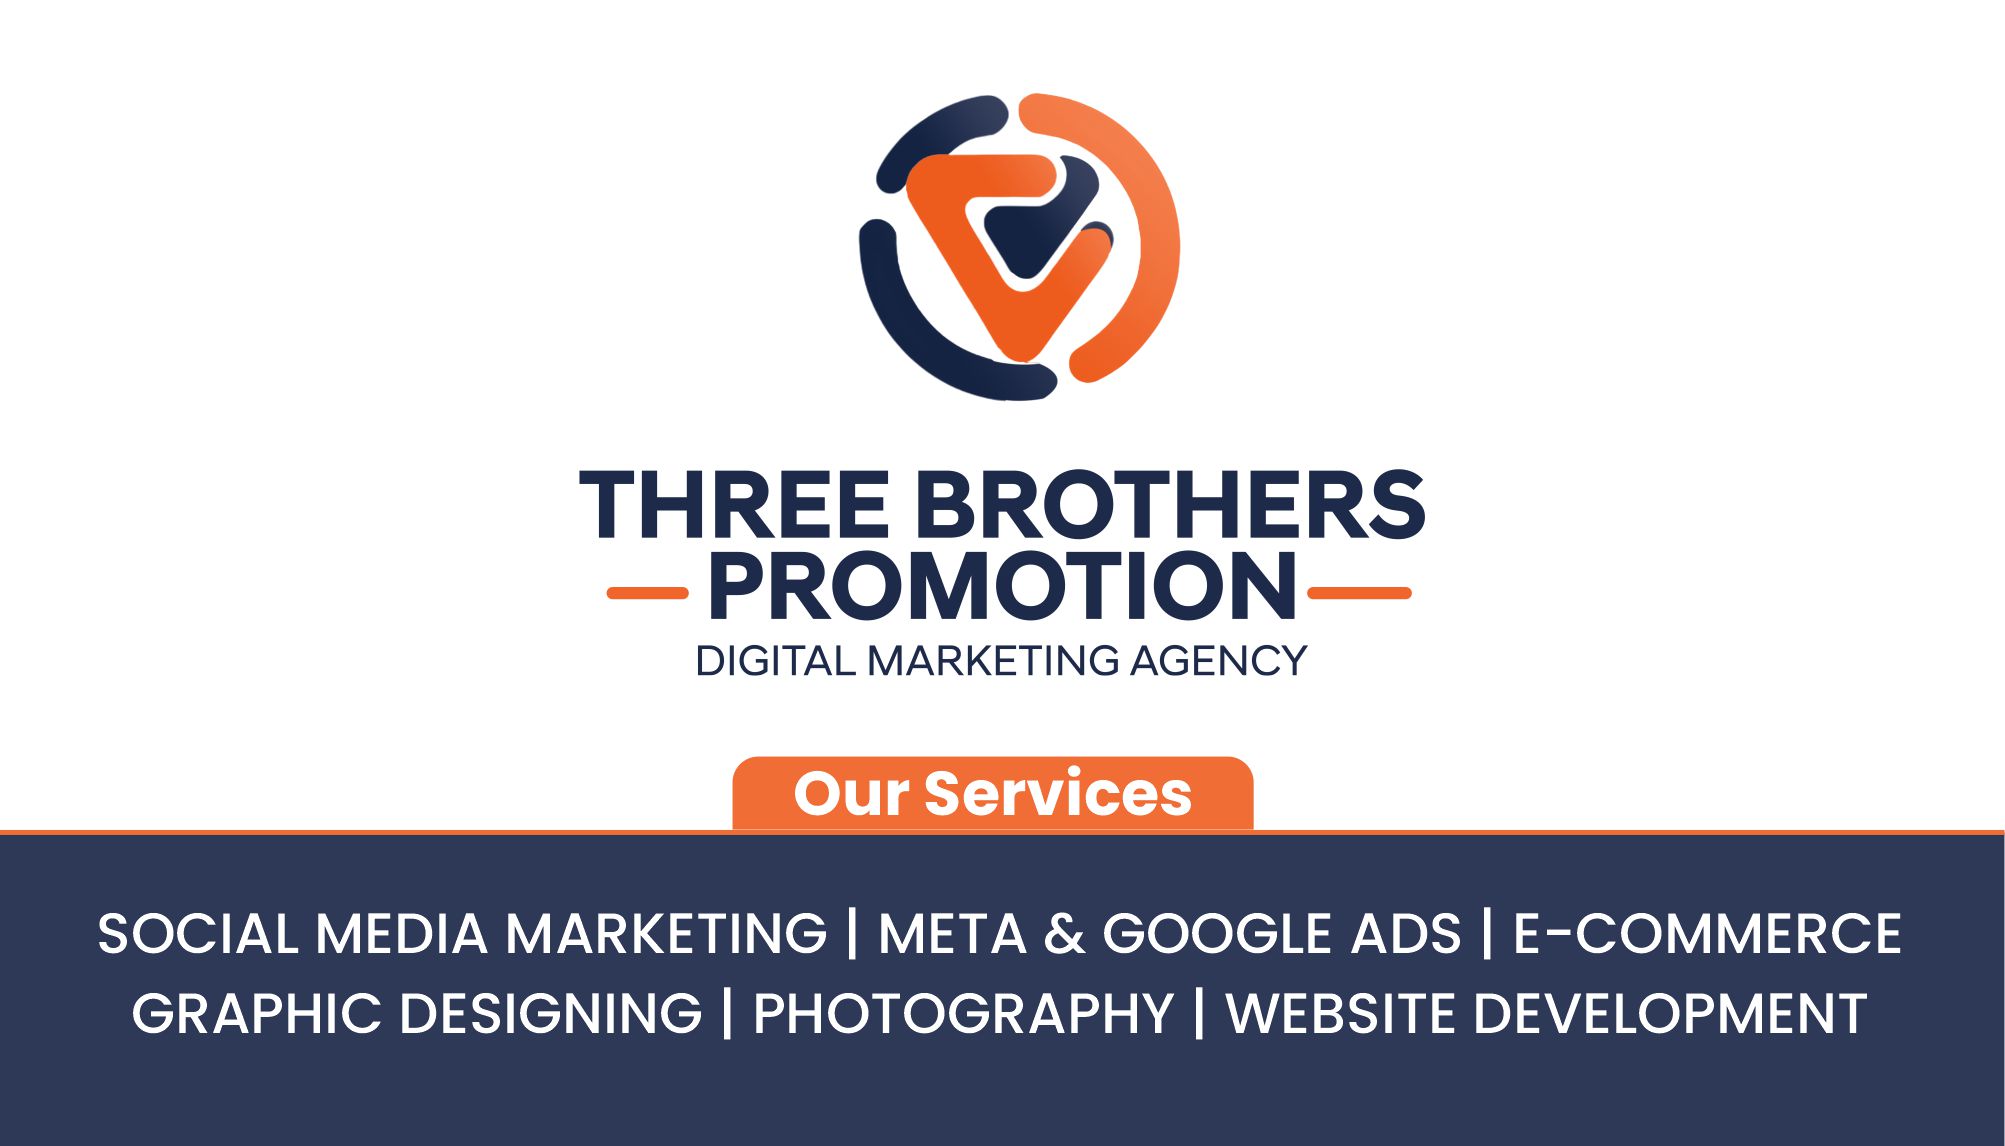 THREE BROTHERS
PROMOTION
DIGITAL MARKETING AGENCY
Our Services
SOCIAL MEDIA MARKETING | META & GOOGLE ADS | E-COMMERCE
GRAPHIC DESIGNING | PHOTOGRAPHY | WEBSITE DEVELOPMENT